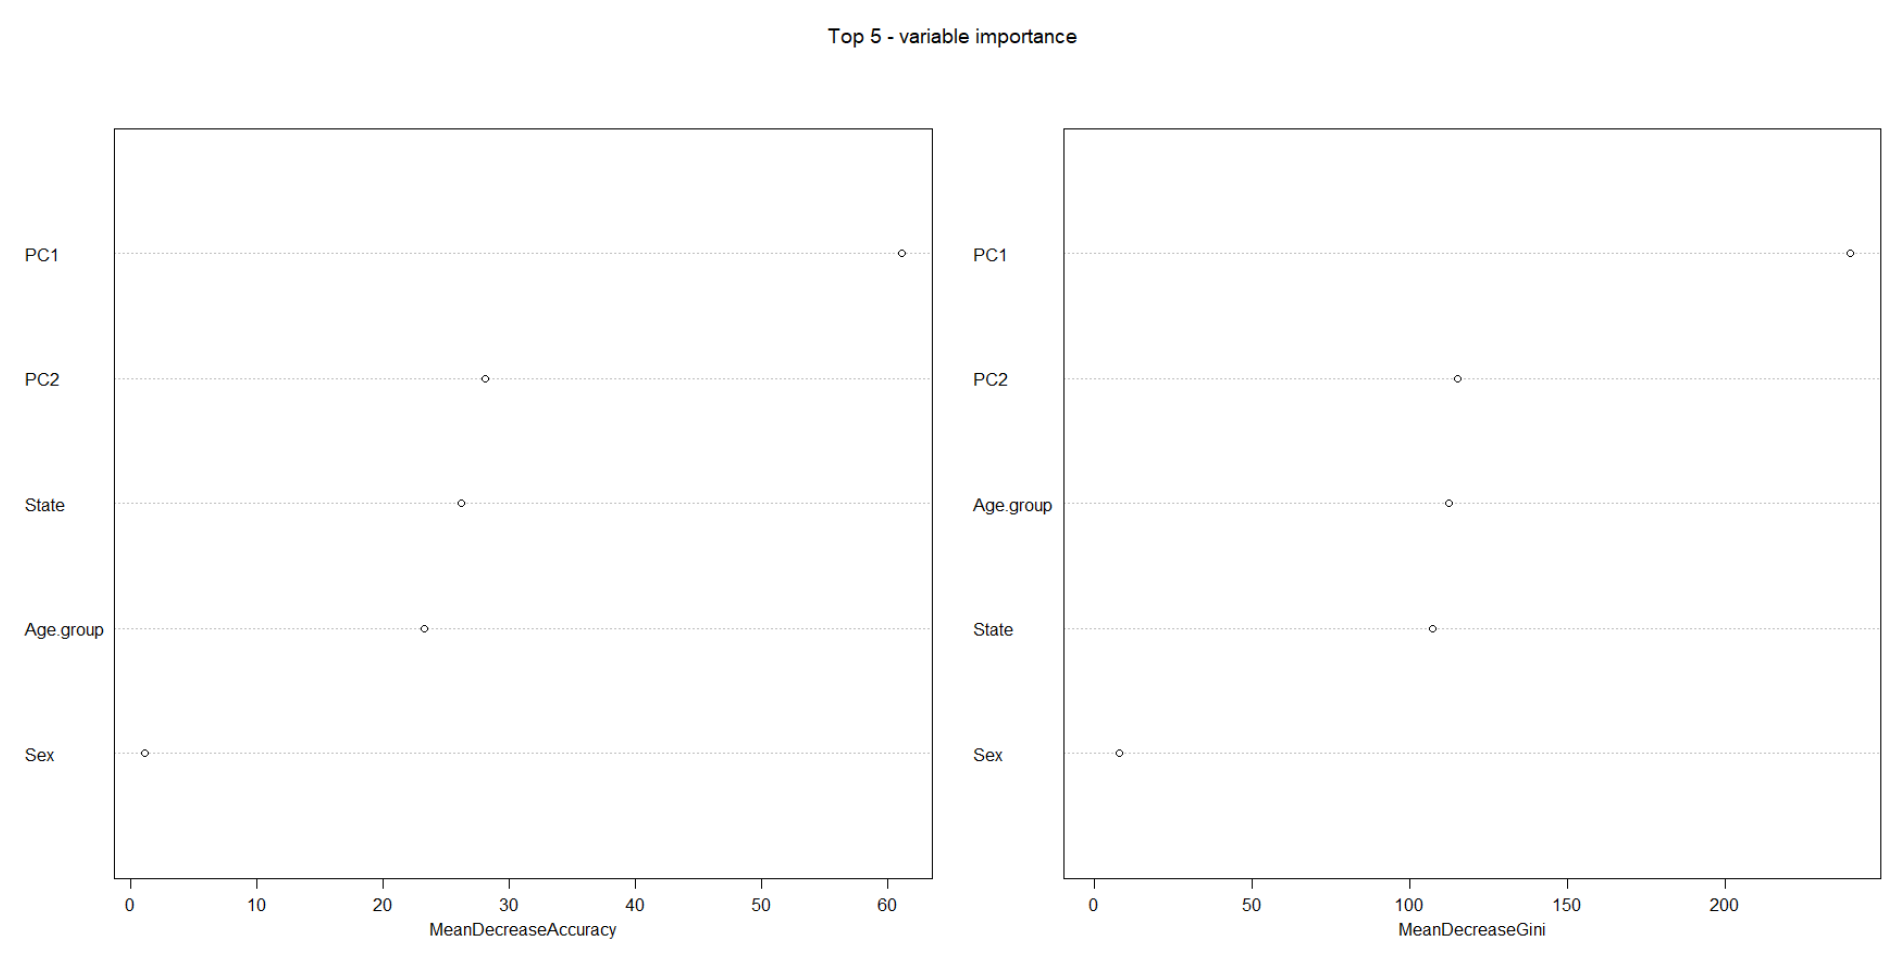 Top 5 - variable importance
PC1
PC2
State
Age.group
Sex
0 10 20 30 40 50 60
MeanDecreaseAccuracy
PC1
PC2
Age.group
State
Sex
0 50 100 150 200
MeanDecreaseGini